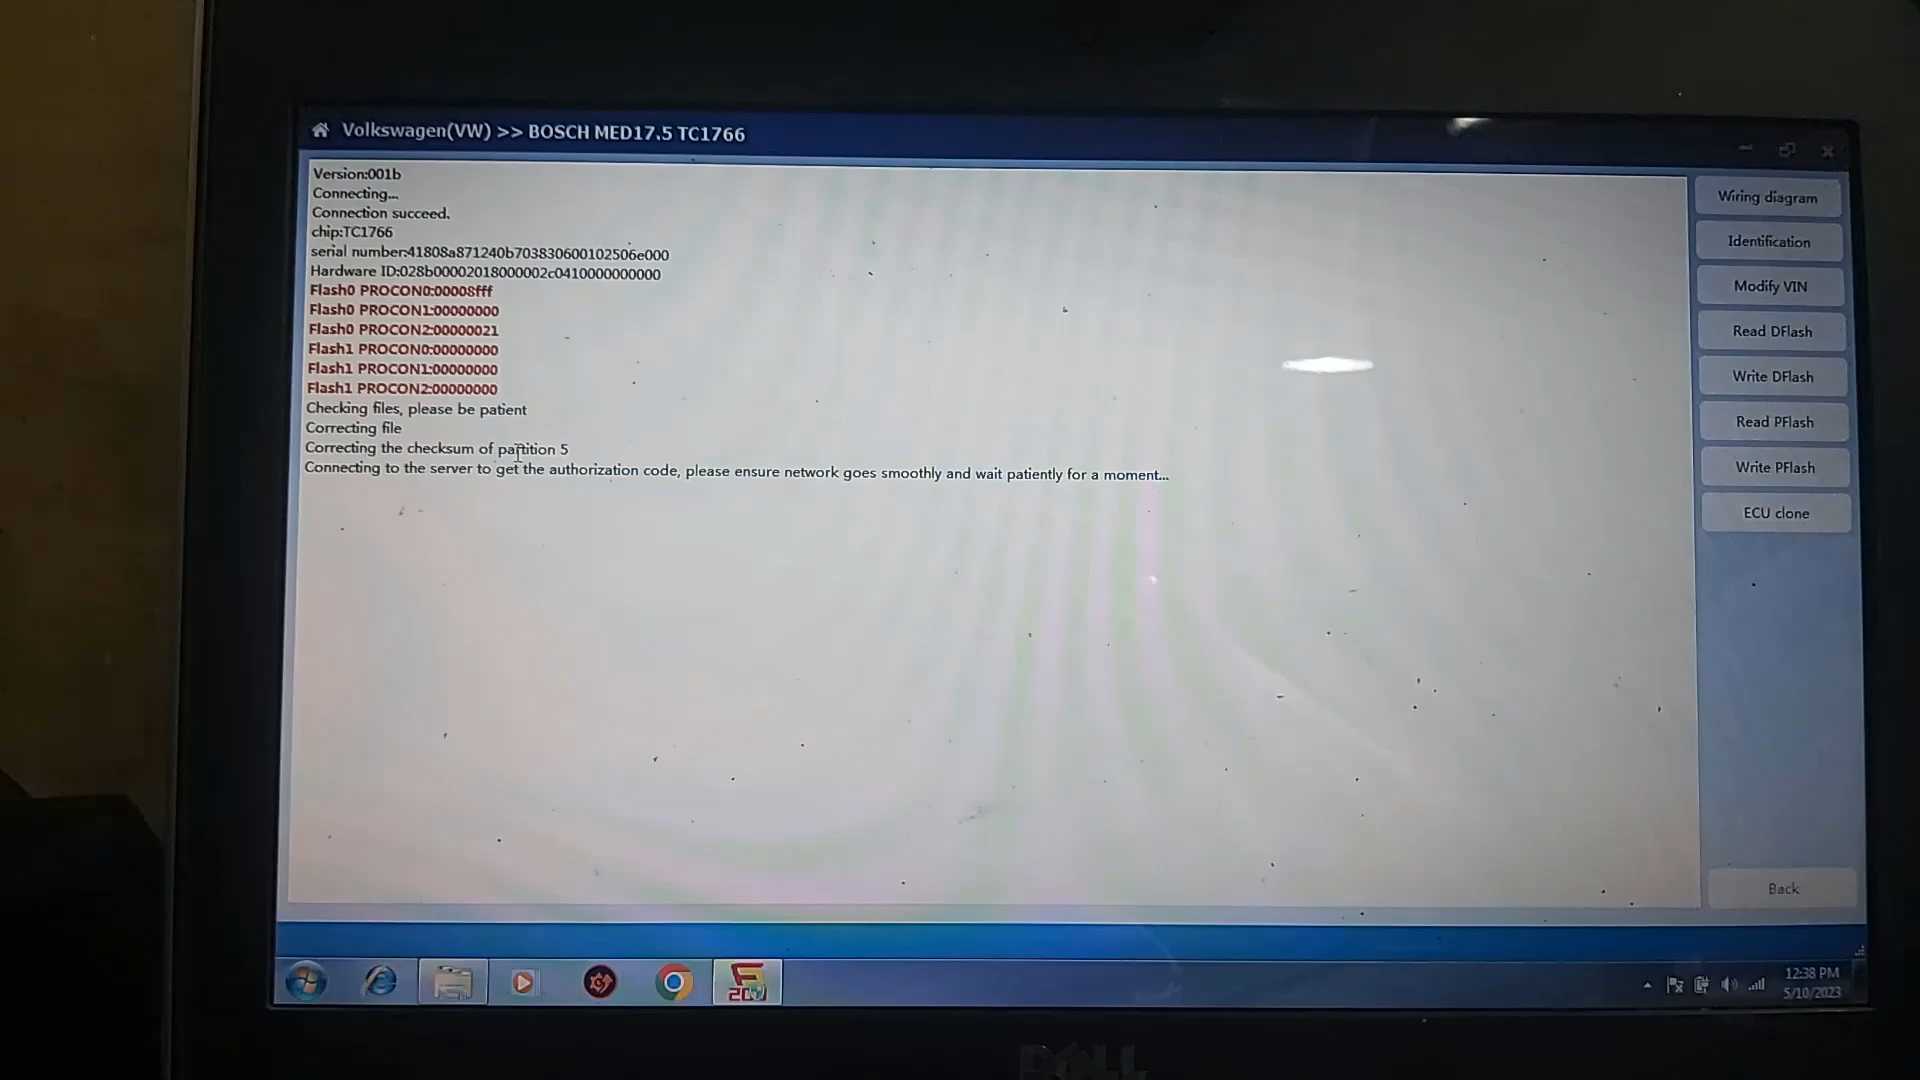 Volkswagen(VW) >> BOSCH MED17.5 TC1766
Version:001b
Connecting...
Connection succeed.
chip:TC1766
serial number:41808a871240b703830600102506e000
Hardware ID:028b00002018000002c0410000000000
Flash0 PROCON0:00008fff
Flash0 PROCON1:00000000
Flash0 PROCON2:00000021
Flash1 PROCON0:00000000
Flash1 PROCON1:00000000
Flash1 PROCON2:00000000
Checking files, please be patient
Correcting file
Correcting the checksum of partition 5
Connecting to the server to get the authorization code, please ensure network goes smoothly and wait patiently for a moment...
Wiring diagram
Identification
Modify VIN
Read DFlash
Write DFlash
Read PFlash
Write PFlash
ECU clone
Back
12:38 PM
5/10/2023
DELL